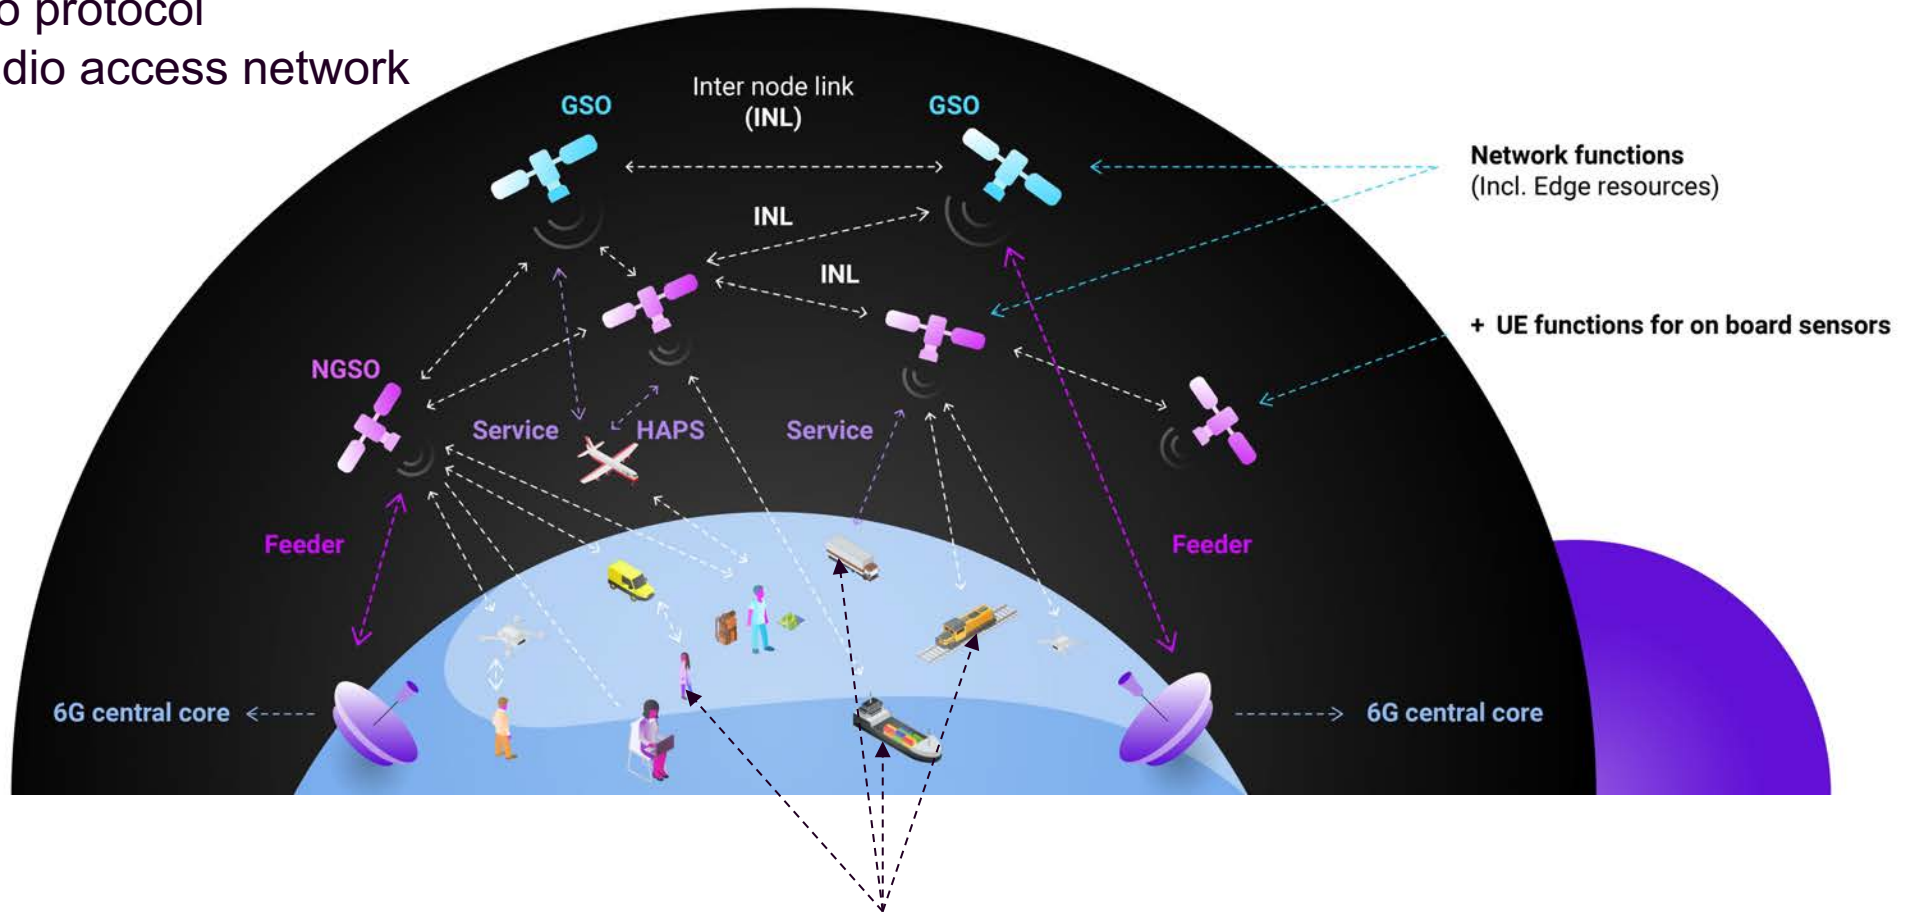 protocol
access network
GSO
Inter node link
(INL)
GSO
Network functions
(Incl. Edge resources)
INL
INL
+ UE functions for on board sensors
NGSO
Service
HAPS
Service
Feeder
Feeder
6G central core
6G central core